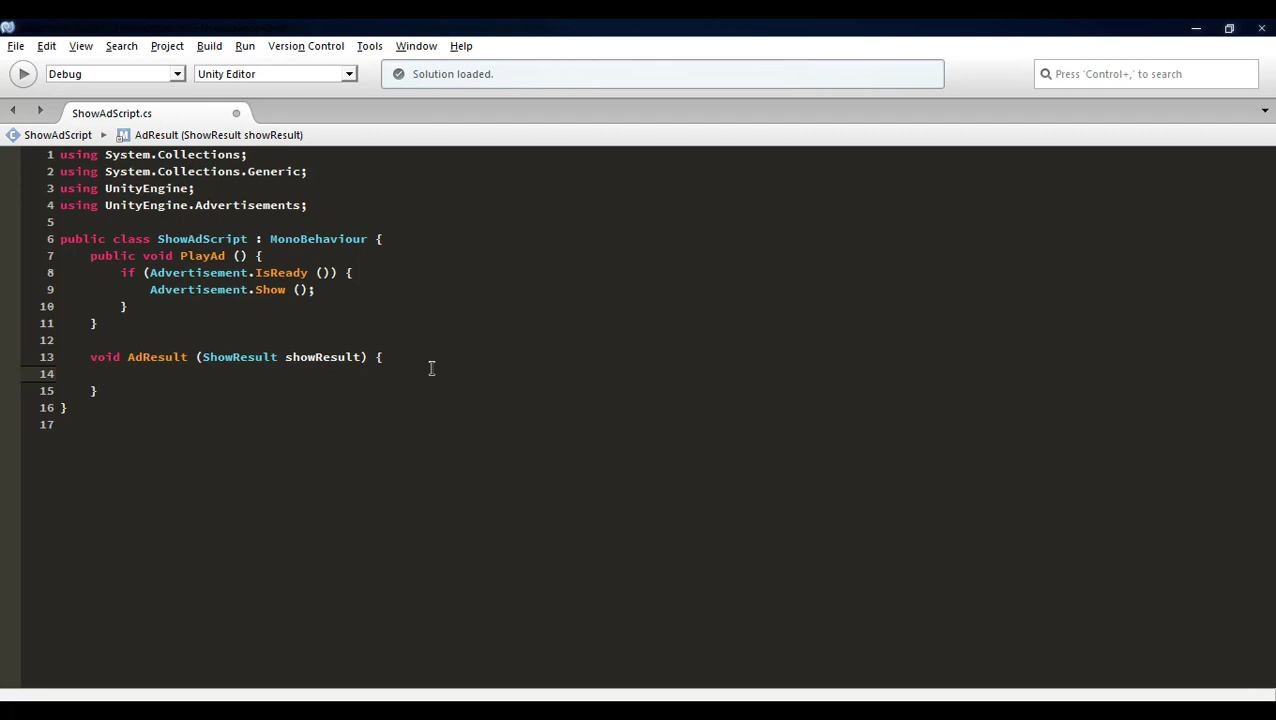 File Edit View Search Project Build Run Version Control Tools Window Help
Debug Unity Editor Solution loaded. Press 'Control+,' to search
ShowAdScript.cs
ShowAdScript AdResult (ShowResult showResult)
1 using System.Collections;
2 using System.Collections.Generic;
3 using UnityEngine;
4 using UnityEngine.Advertisements;
5
6 public class ShowAdScript : MonoBehaviour {
7 public void PlayAd () {
8 if (Advertisement.IsReady ()) {
9 Advertisement.Show ();
10 }
11 }
12
13 void AdResult (ShowResult showResult) {
14
15 }
16 }
17